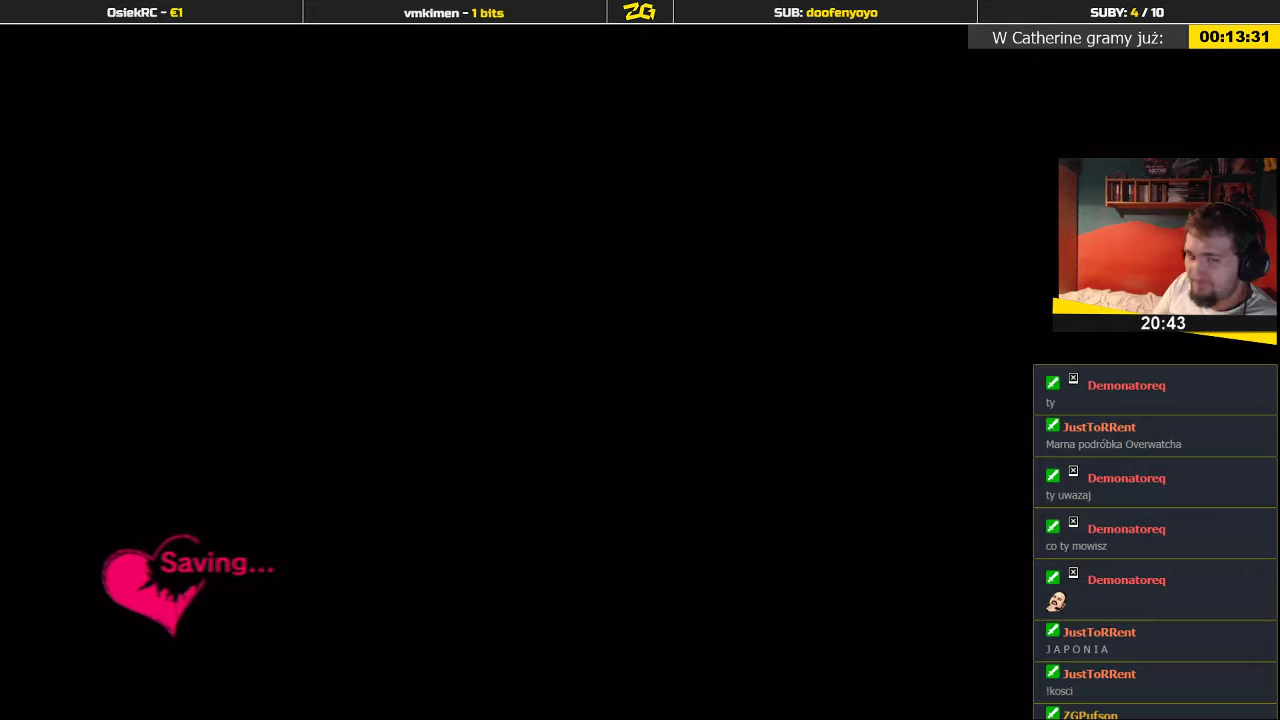 OsiekRC - €1
vmkimen - 1 bits
ZG
SUB: doofenyoyo
SUBY: 4 / 10
W Catherine gramy już:
00:13:31
20:43
Demonatoreq
ty
JustToRRent
Marna podróbka Overwatcha
Demonatoreq
ty uwazaj
Demonatoreq
co ty mowisz
Demonatoreq
JustToRRent
J A P O N I A
JustToRRent
!kosci
ZGPufson
Saving...